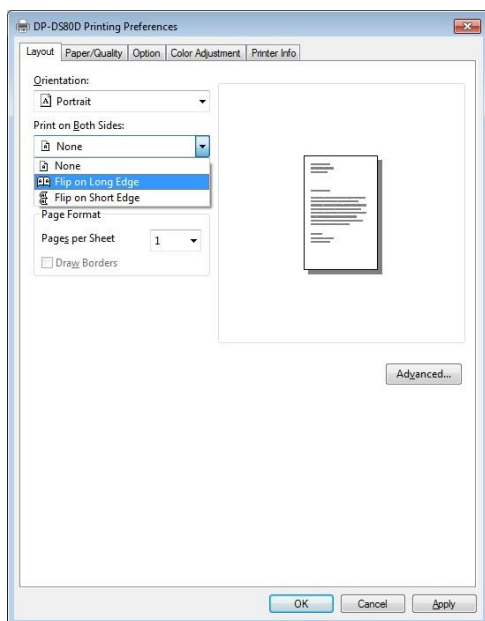 DP-DS80D Printing Preferences
Layout Paper/Quality Option Color Adjustment Printer Info
Orientation:
A Portrait
Print on Both Sides:
None
None
Flip on Long Edge
Flip on Short Edge
Page Format
Pages per Sheet 1
Draw Borders
Advanced...
OK Cancel Apply